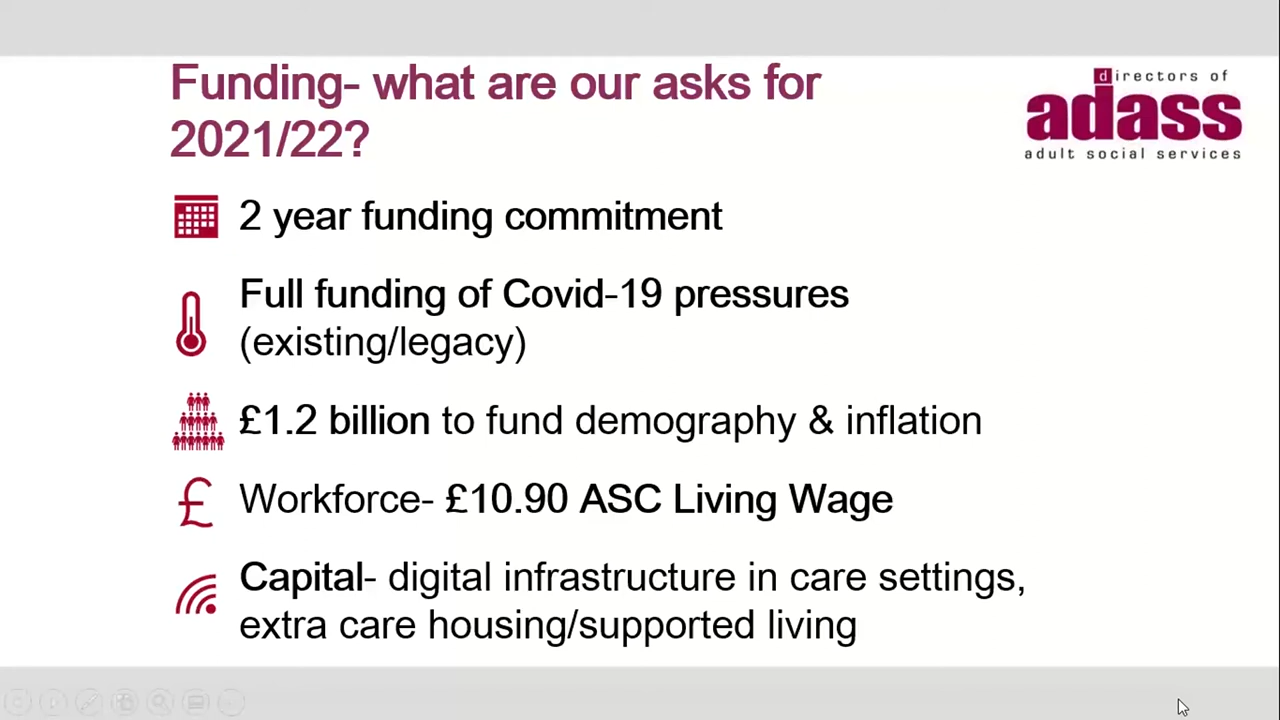 Funding- what are our asks for
2021/22?
directors of
adass
adult social services
2 year funding commitment
Full funding of Covid-19 pressures
(existing/legacy)
£1.2 billion to fund demography & inflation
£
Workforce- £10.90 ASC Living Wage
Capital- digital infrastructure in care settings,
extra care housing/supported living